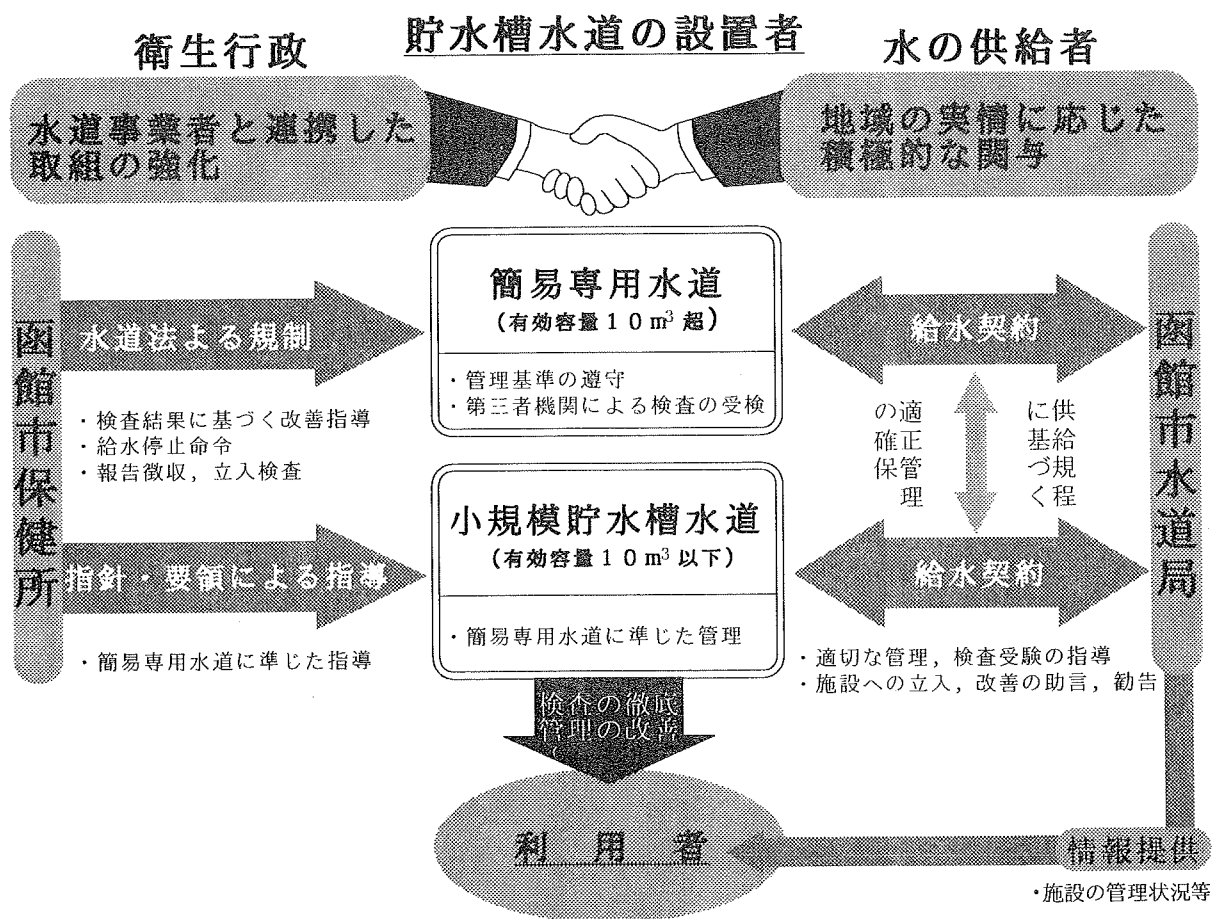 衛生行政
貯水槽水道の設置者
水の供給者
水道事業者と連携した
取組の強化
地域の実情に応じた
積極的な関与
函館市保健所
水道法よる規制
・検査結果に基づく改善指導
・給水停止命令
・報告徴収，立入検査
指針・要領による指導
・簡易専用水道に準じた指導
簡易専用水道
(有効容量１０m³超)
・管理基準の遵守
・第三者機関による検査の受検
小規模貯水槽水道
(有効容量１０m³以下)
・簡易専用水道に準じた管理
給水契約
供給規程
に基づく
適正管理
の確保
給水契約
・適切な管理，検査受験の指導
・施設への立入，改善の助言，勧告
函館市水道局
検査の徹底
管理の改善
利用者
情報提供
・施設の管理状況等